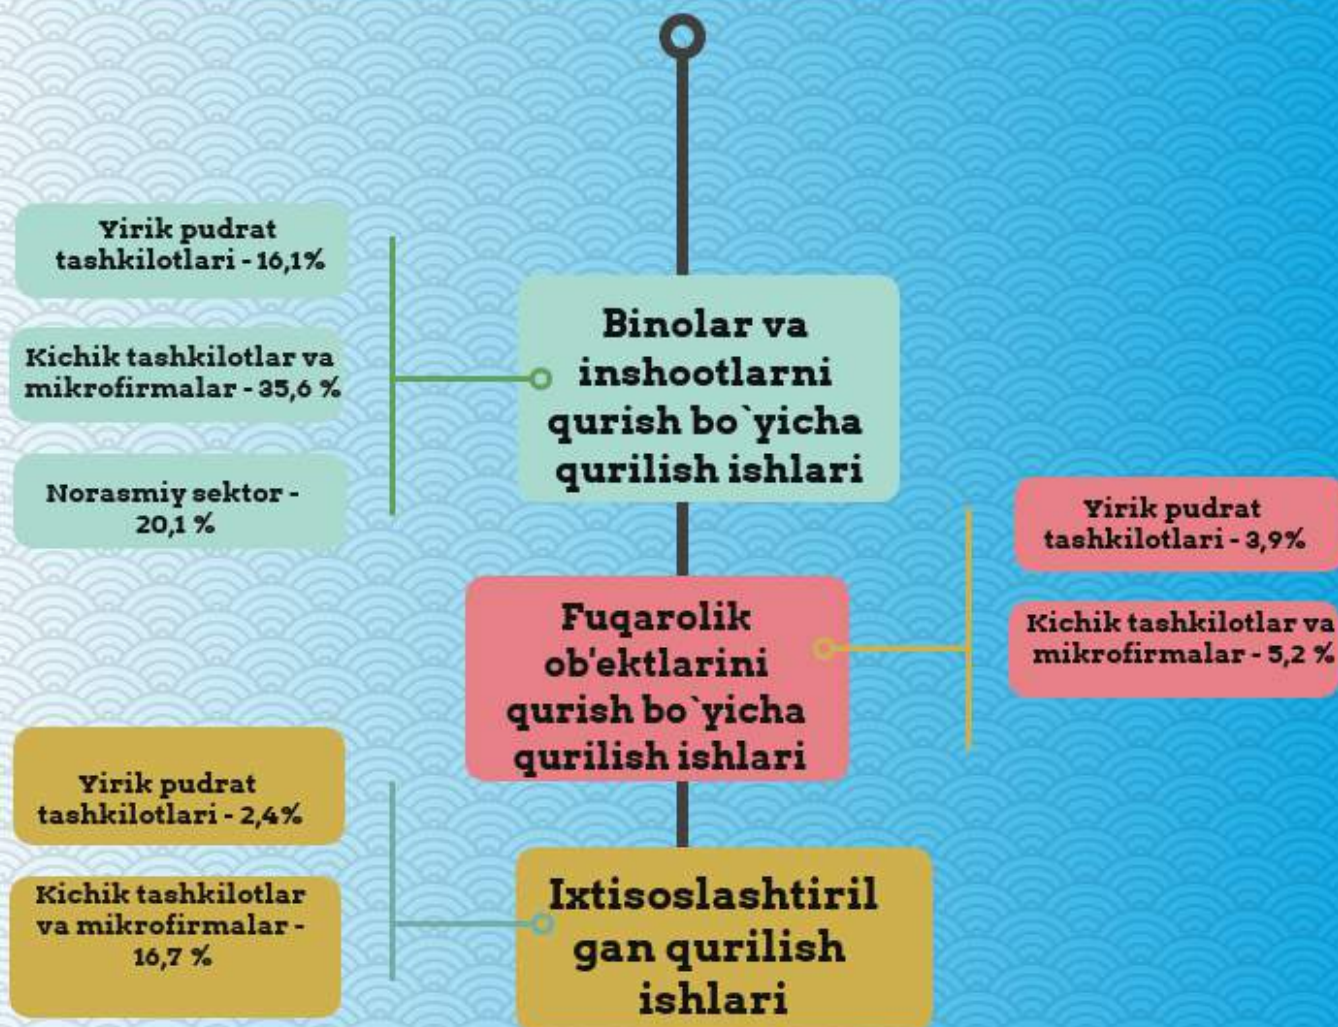 Yirik pudrat
tashkilotlari - 16,1%
Kichik tashkilotlar va
mikrofirmalar - 35,6 %
Norasmiy sektor -
20,1 %
Binolar va
inshootlarni
qurish bo`yicha
qurilish ishlari
Yirik pudrat
tashkilotlari - 3,9%
Kichik tashkilotlar va
mikrofirmalar - 5,2 %
Fuqarolik
ob'ektlarini
qurish bo`yicha
qurilish ishlari
Yirik pudrat
tashkilotlari - 2,4%
Kichik tashkilotlar
va mikrofirmalar -
16,7 %
Ixtisoslashtiril
gan qurilish
ishlari